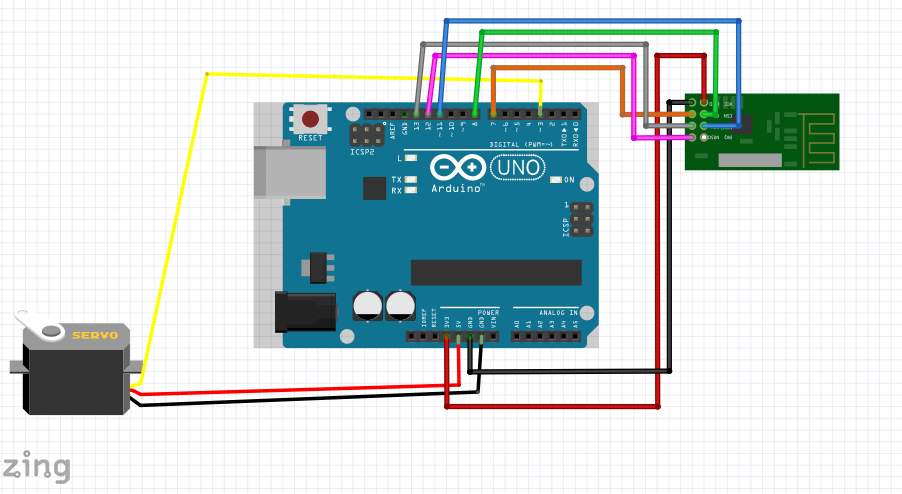 RESET
ICSP2
AREF
GND
13
12
~11
~10
~9
8
7
~6
~5
4
~3
2
TX▶1
RX◀0
DIGITAL (PWM=~)
L
TX
RX
Arduino™
UNO
ON
1
ICSP
SERVO
IOREF
RESET
3V3
5V
GND
GND
VIN
POWER
A0
A1
A2
A3
A4
A5
ANALOG IN
zing